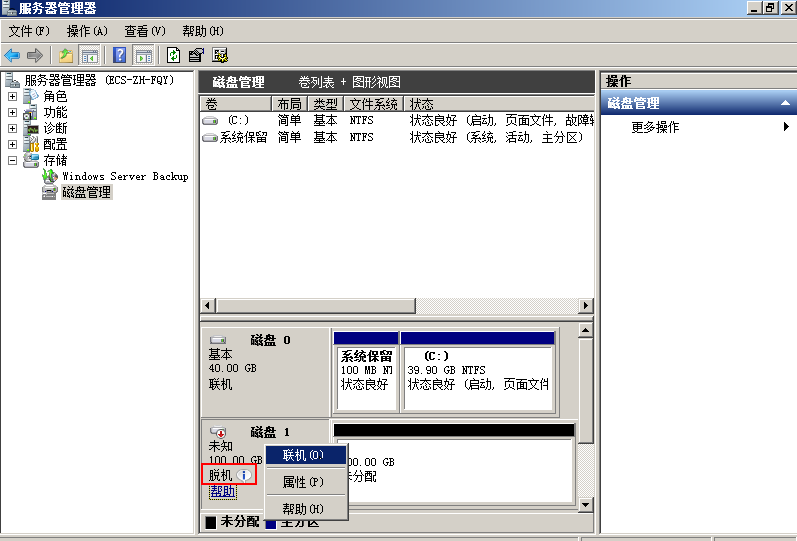 服务器管理器
文件(F) 操作(A) 查看(V) 帮助(H)
服务器管理器 (ECS-ZH-FQY)
角色
功能
诊断
配置
存储
Windows Server Backup
磁盘管理
磁盘管理 卷列表 + 图形视图
卷 布局 类型 文件系统 状态
(C:) 简单 基本 NTFS 状态良好 (启动, 页面文件, 故障转
系统保留 简单 基本 NTFS 状态良好 (系统, 活动, 主分区)
操作
磁盘管理
更多操作
磁盘 0
基本
40.00 GB
联机
系统保留
100 MB NT
状态良好
(C:)
39.90 GB NTFS
状态良好 (启动, 页面文件
磁盘 1
未知
100.00 GB
脱机
帮助
00.00 GB
未分配
联机(O)
属性(P)
帮助(H)
未分配 主分区